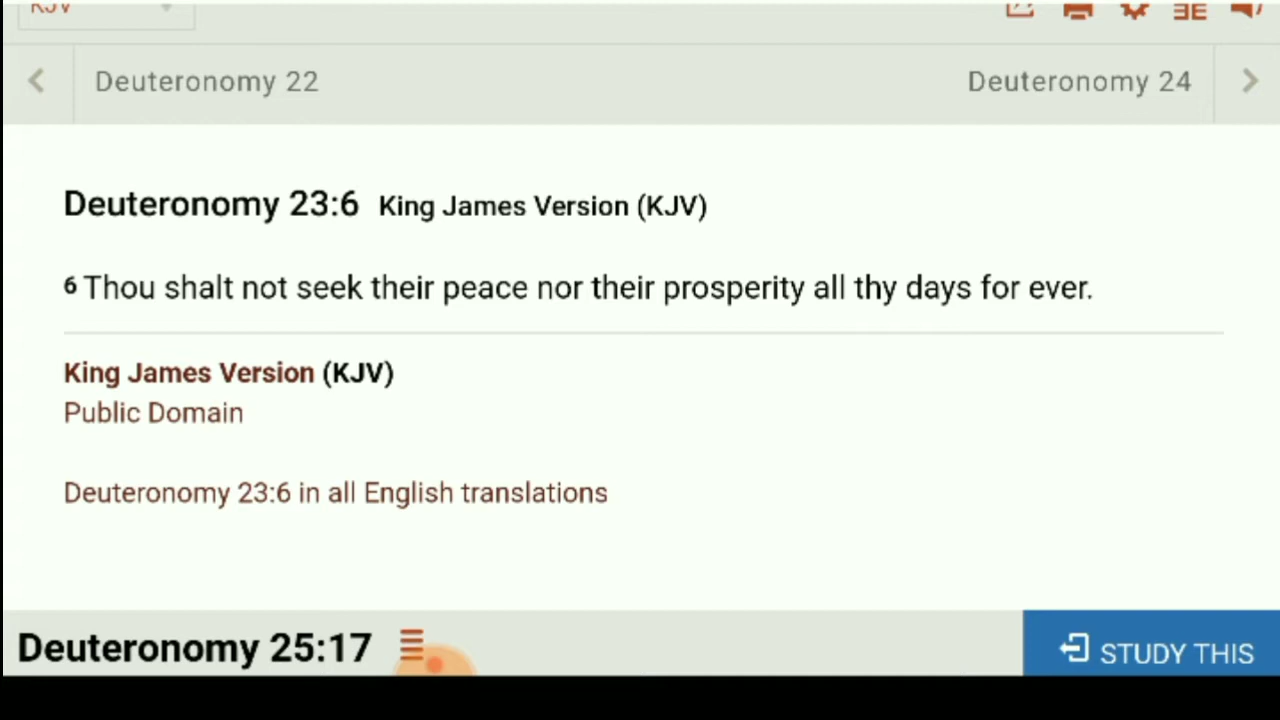 KJV
Deuteronomy 22
Deuteronomy 24
Deuteronomy 23:6 King James Version (KJV)
6 Thou shalt not seek their peace nor their prosperity all thy days for ever.
King James Version (KJV)
Public Domain
Deuteronomy 23:6 in all English translations
Deuteronomy 25:17
STUDY THIS